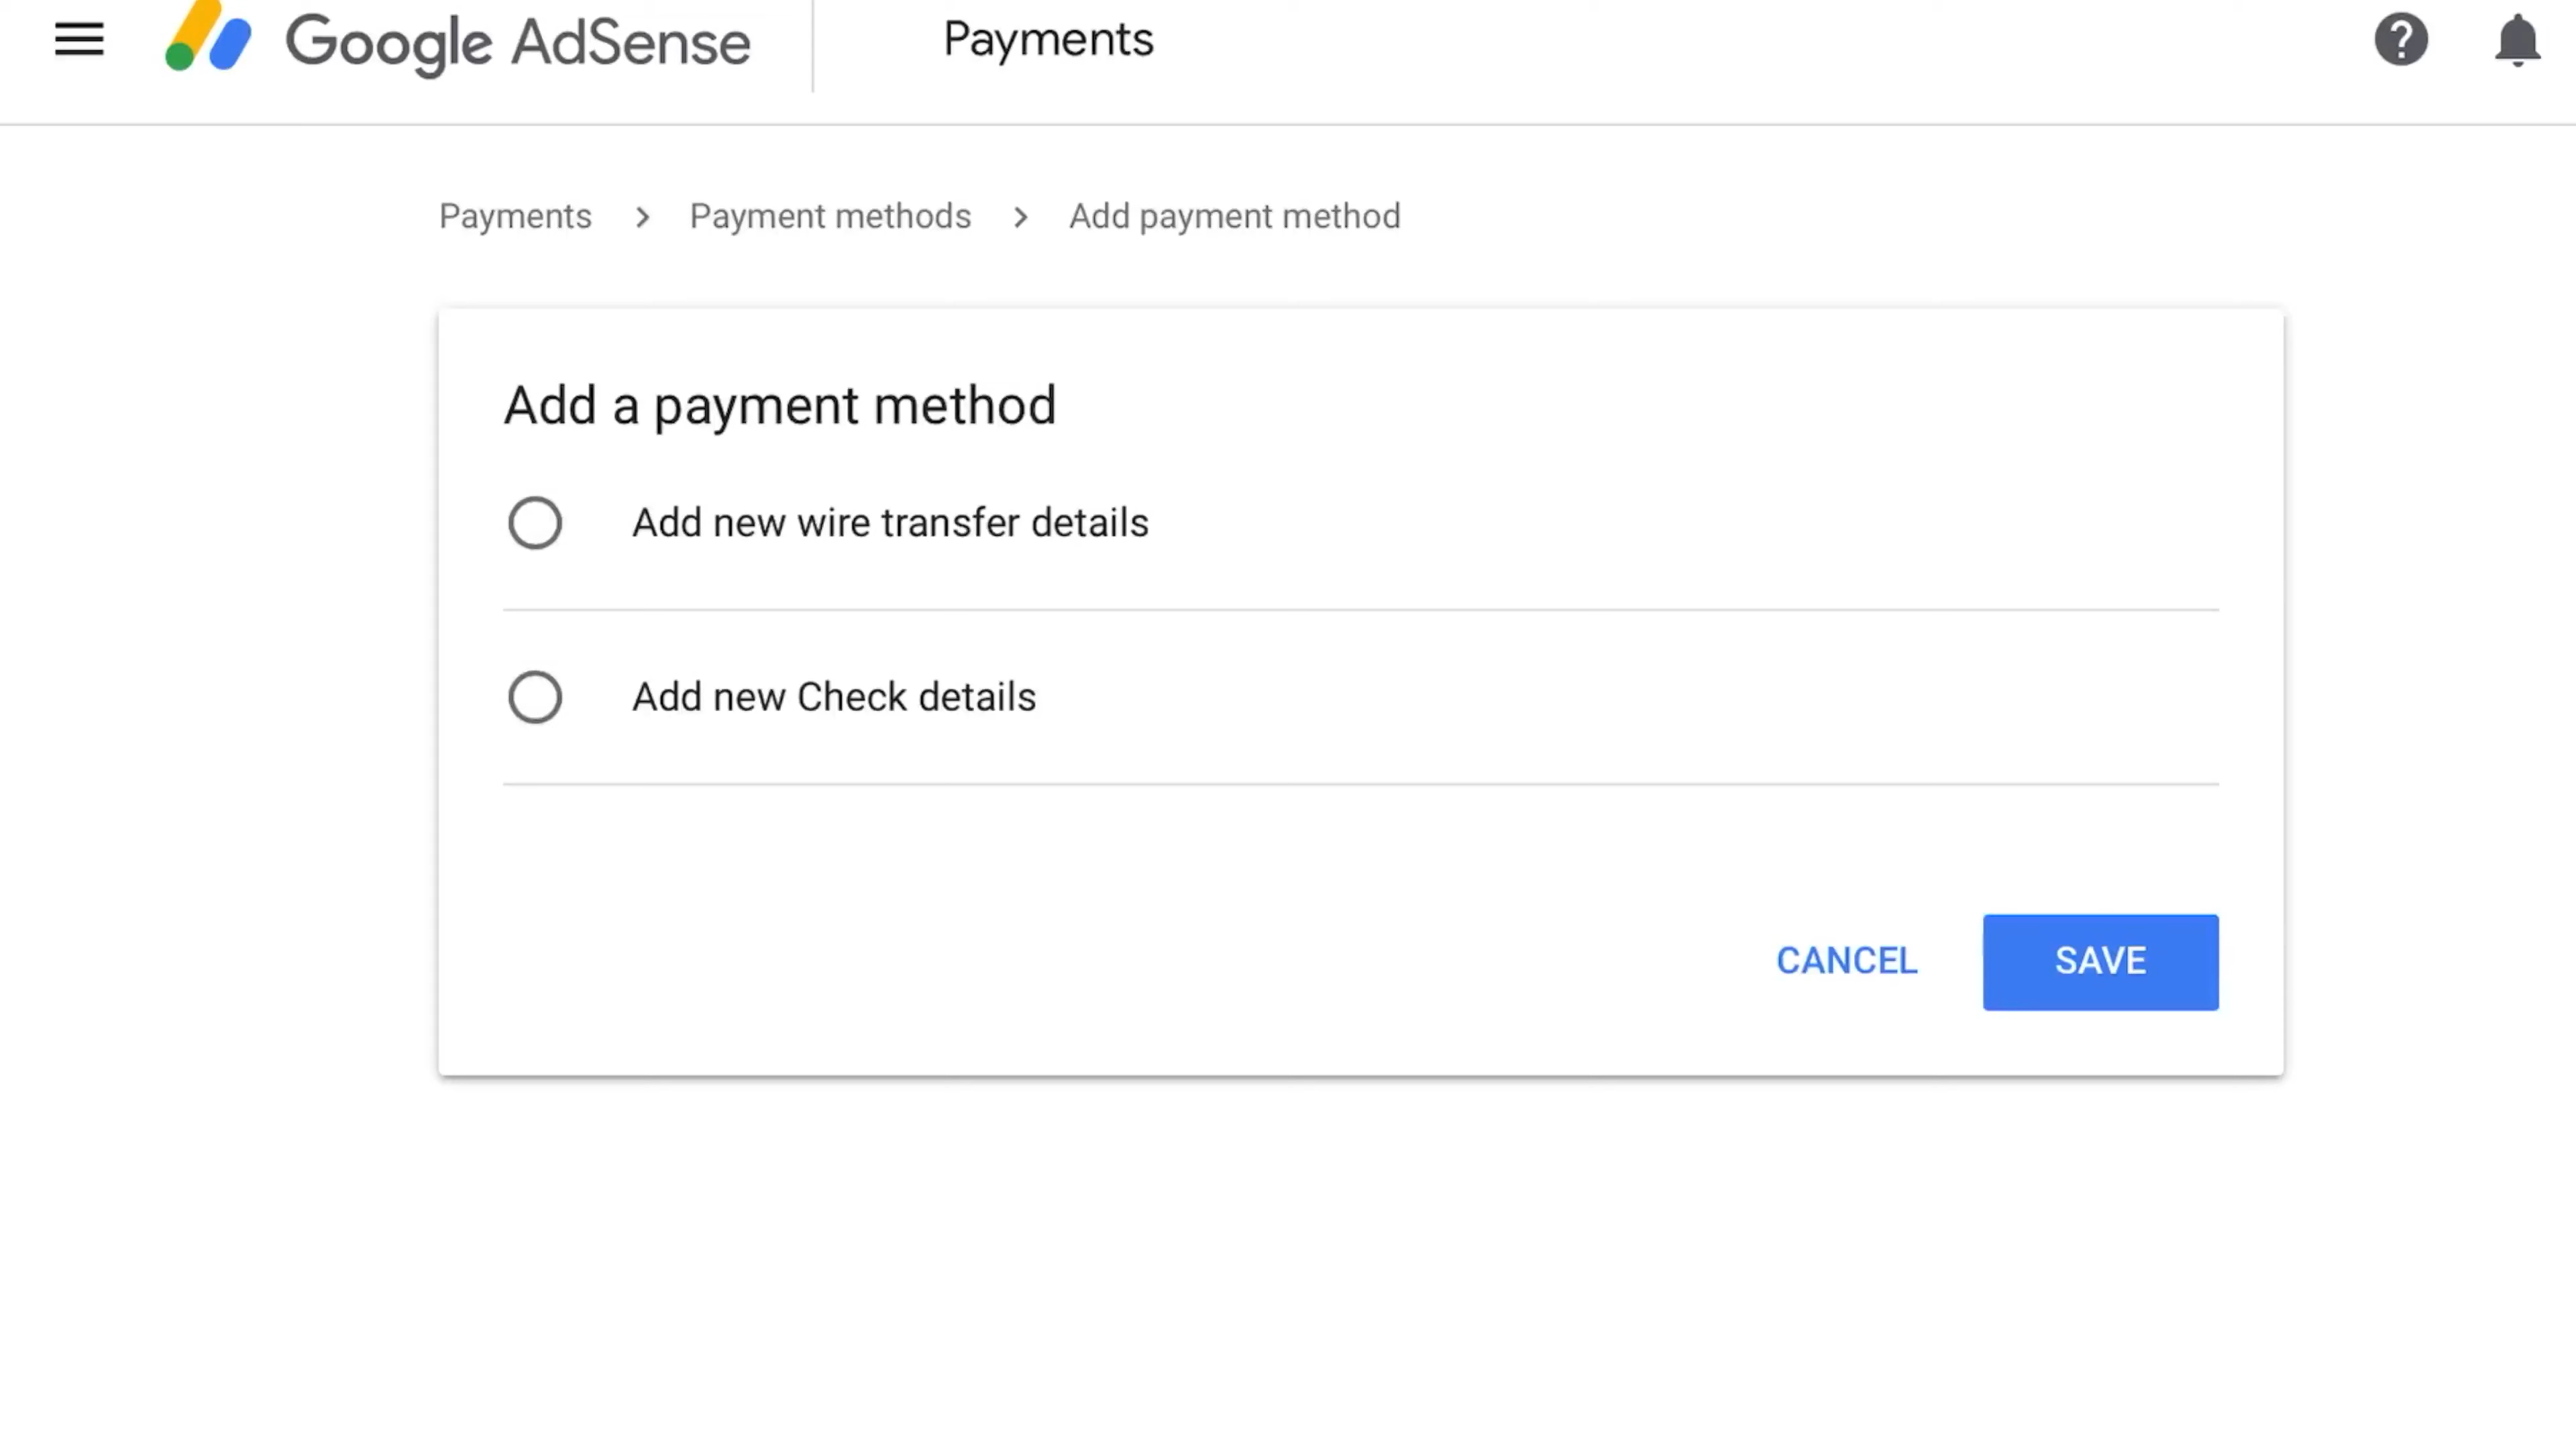 Google AdSense
Payments
Payments > Payment methods > Add payment method
Add a payment method
Add new wire transfer details
Add new Check details
CANCEL
SAVE